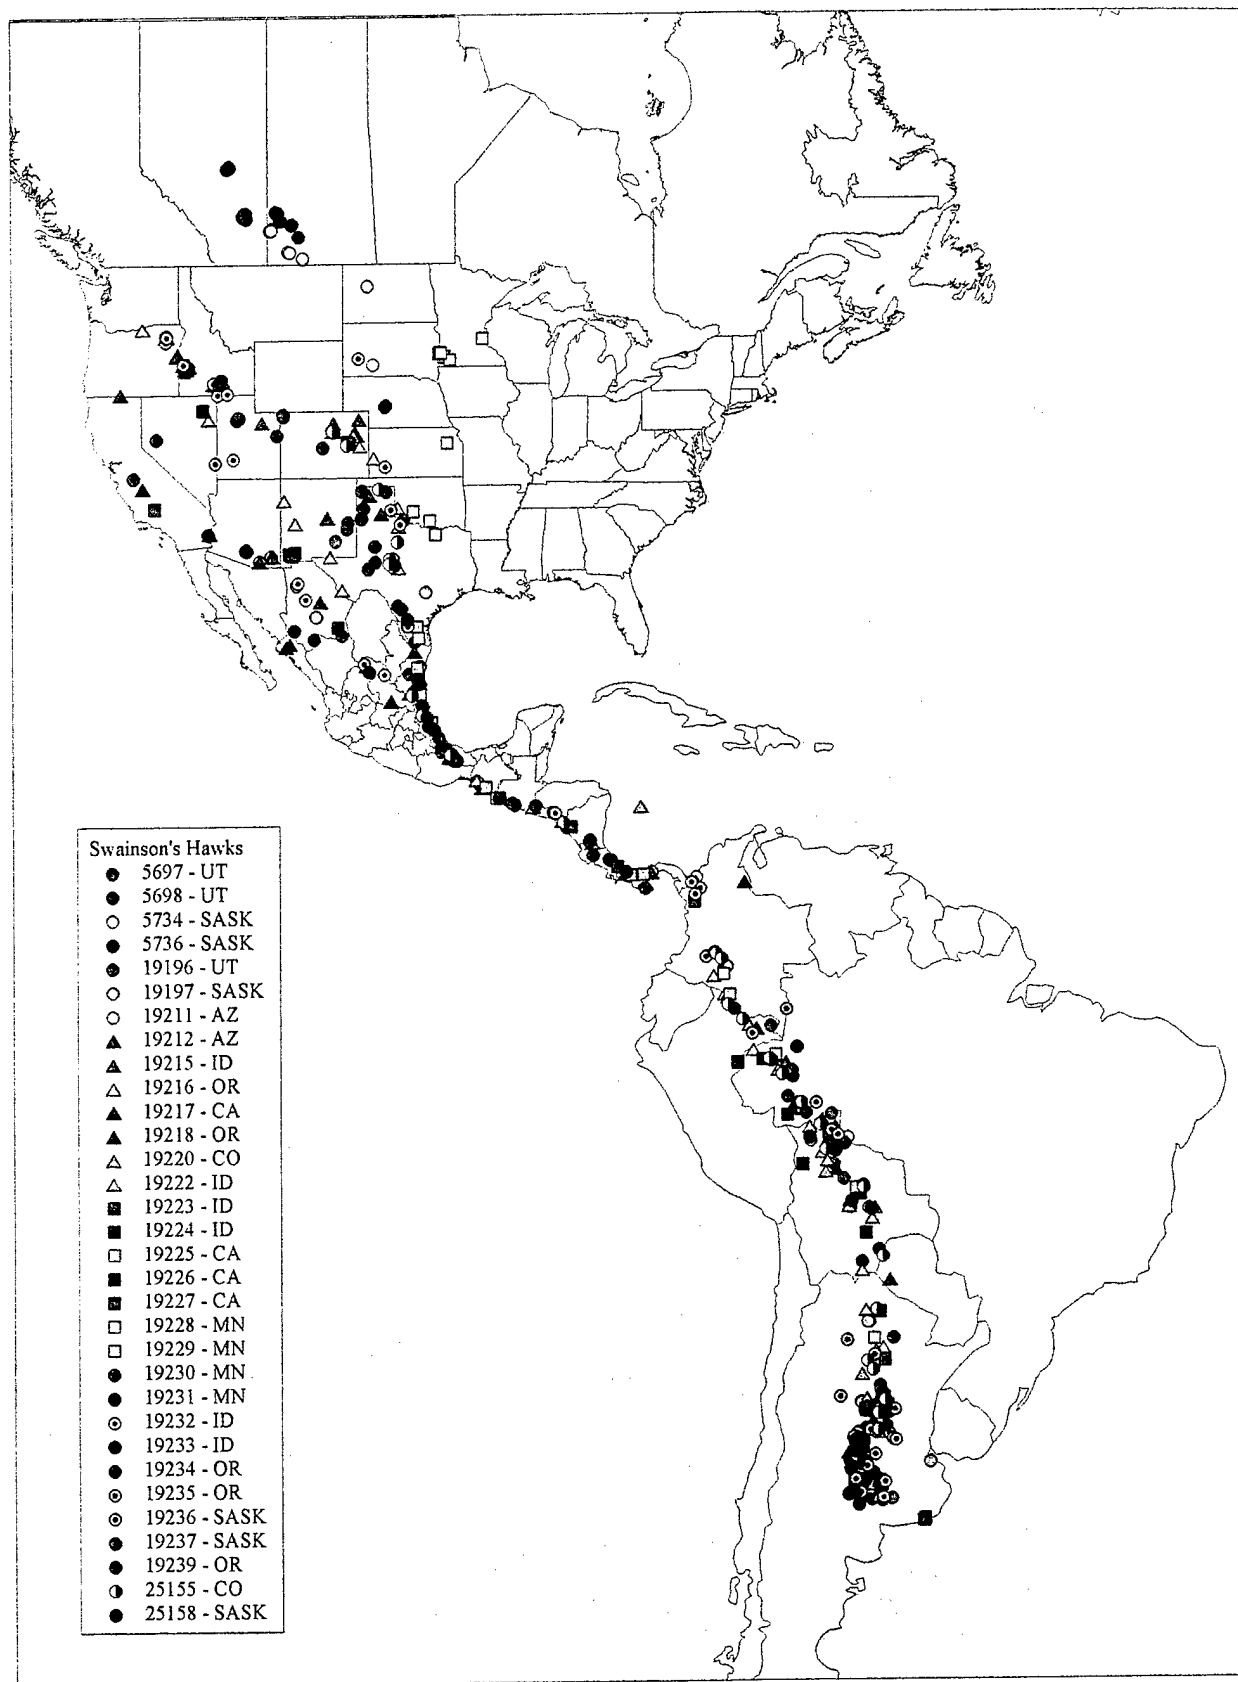 Swainson's Hawks
5697 - UT
5698 - UT
5734 - SASK
5736 - SASK
19196 - UT
19197 - SASK
19211 - AZ
19212 - AZ
19215 - ID
19216 - OR
19217 - CA
19218 - OR
19220 - CO
19222 - ID
19223 - ID
19224 - ID
19225 - CA
19226 - CA
19227 - CA
19228 - MN
19229 - MN
19230 - MN
19231 - MN
19232 - ID
19233 - ID
19234 - OR
19235 - OR
19236 - SASK
19237 - SASK
19239 - OR
25155 - CO
25158 - SASK